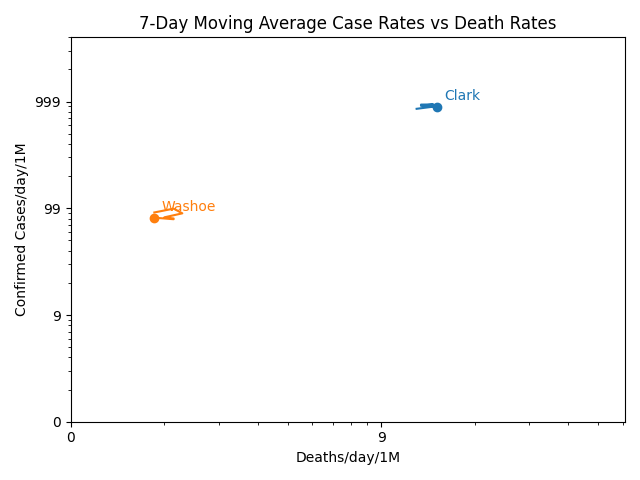 7-Day Moving Average Case Rates vs Death Rates
999
Clark
99
Washoe
9
0
Confirmed Cases/day/1M
0
9
Deaths/day/1M